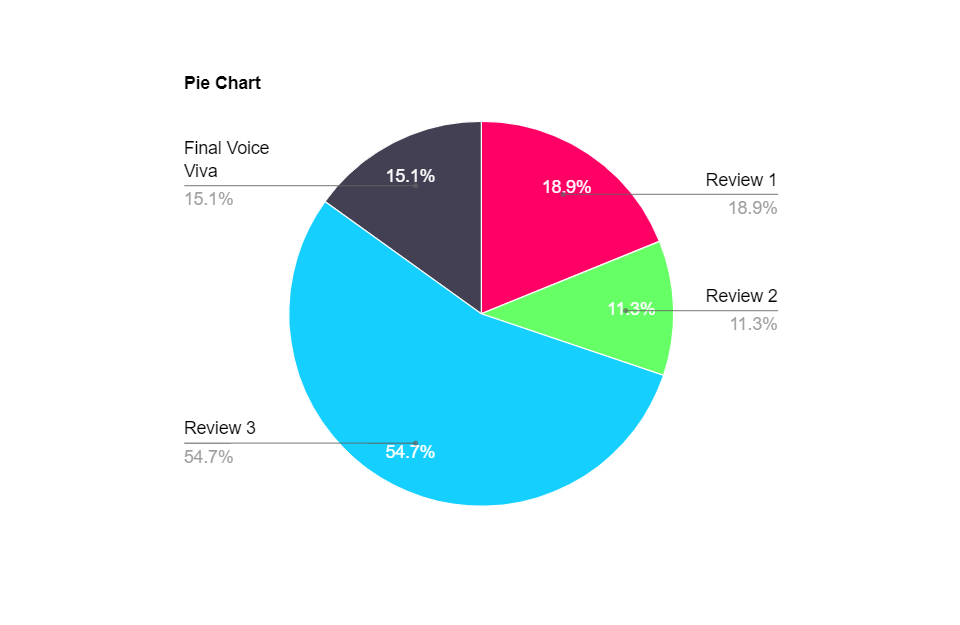 Pie Chart
Final Voice
Viva
15.1%
15.1%
18.9%
Review 1
18.9%
11.3%
Review 2
11.3%
Review 3
54.7%
54.7%